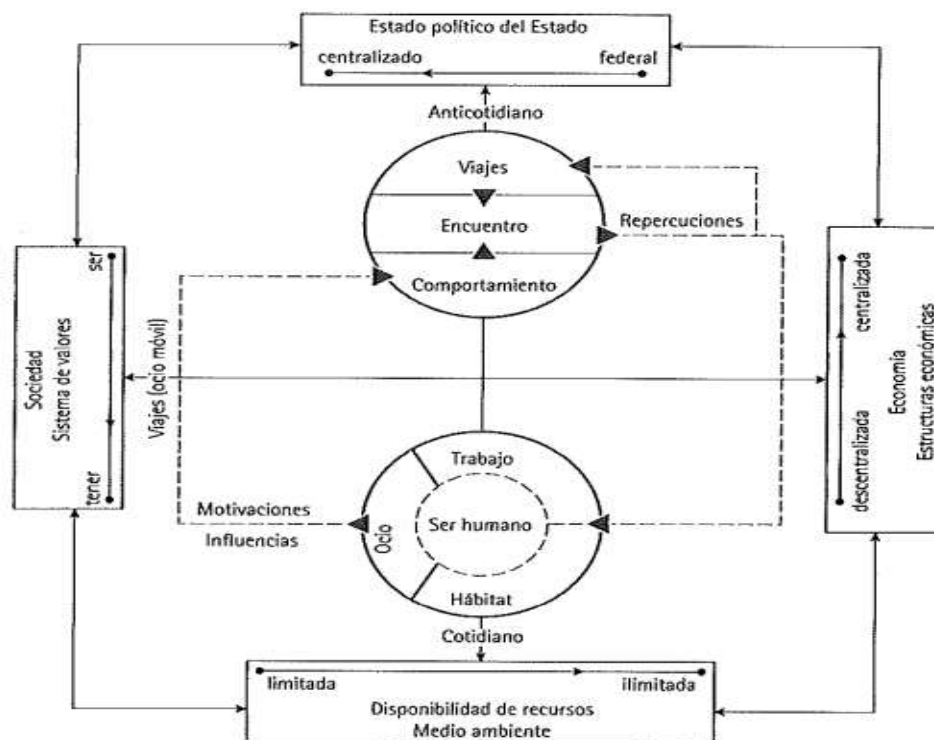 Estado político del Estado
centralizado
federal
Anticotidiano
Viajes
Encuentro
Comportamiento
Repercuciones
ser
tener
Sociedad
Sistema de valores
Viajes (ocio móvil)
centralizada
descentralizada
Economía
Estructuras económicas
Motivaciones
Influencias
Trabajo
Ser humano
Ocio
Hábitat
Cotidiano
limitada
ilimitada
Disponibilidad de recursos
Medio ambiente